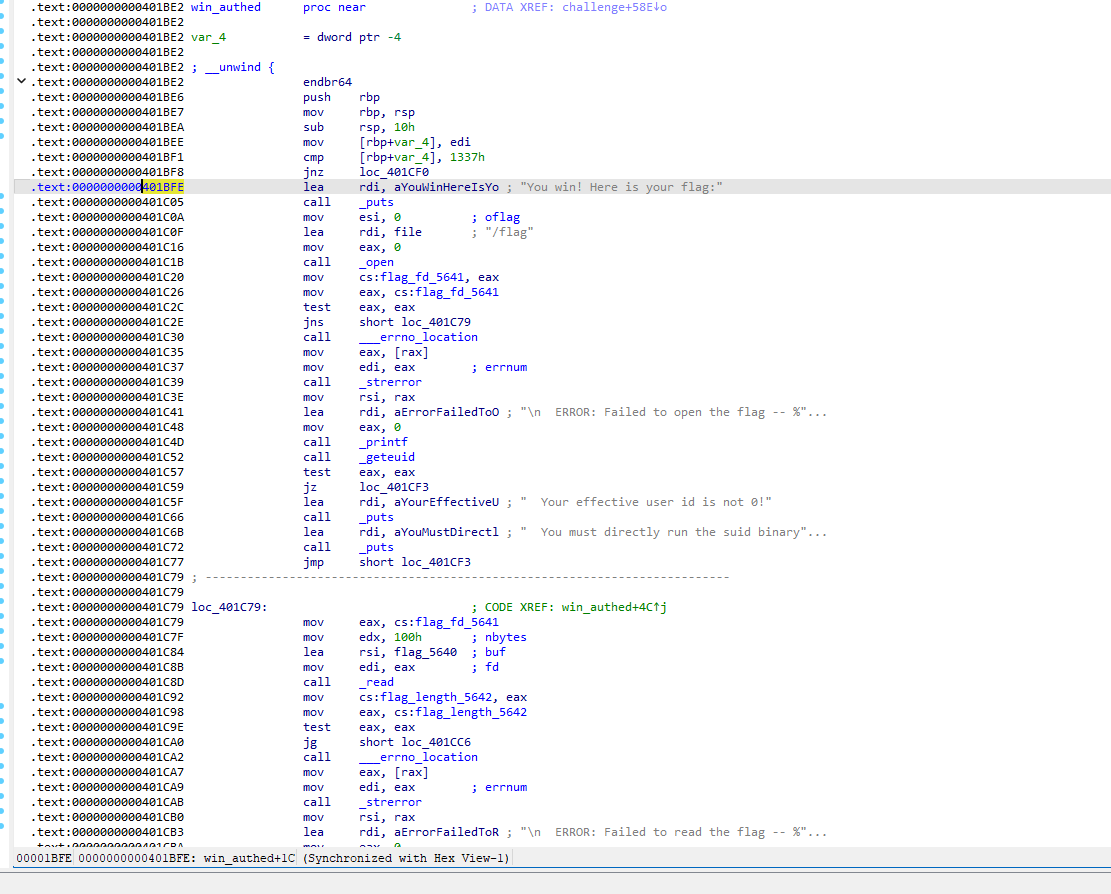 .text:0000000000401BE2 win_authed proc near ; DATA XREF: challenge+58E↓o
.text:0000000000401BE2
.text:0000000000401BE2 var_4 = dword ptr -4
.text:0000000000401BE2
.text:0000000000401BE2 ; __unwind {
.text:0000000000401BE2 endbr64
.text:0000000000401BE6 push rbp
.text:0000000000401BE7 mov rbp, rsp
.text:0000000000401BEA sub rsp, 10h
.text:0000000000401BEE mov [rbp+var_4], edi
.text:0000000000401BF1 cmp [rbp+var_4], 1337h
.text:0000000000401BF8 jnz loc_401CF0
.text:0000000000401BFE lea rdi, aYouWinHereIsYo ; "You win! Here is your flag:"
.text:0000000000401C05 call _puts
.text:0000000000401C0A mov esi, 0 ; oflag
.text:0000000000401C0F lea rdi, file ; "/flag"
.text:0000000000401C16 mov eax, 0
.text:0000000000401C1B call _open
.text:0000000000401C20 mov cs:flag_fd_5641, eax
.text:0000000000401C26 mov eax, cs:flag_fd_5641
.text:0000000000401C2C test eax, eax
.text:0000000000401C2E jns short loc_401C79
.text:0000000000401C30 call ___errno_location
.text:0000000000401C35 mov eax, [rax]
.text:0000000000401C37 mov edi, eax ; errnum
.text:0000000000401C39 call _strerror
.text:0000000000401C3E mov rsi, rax
.text:0000000000401C41 lea rdi, aErrorFailedToO ; "\n  ERROR: Failed to open the flag -- %"...
.text:0000000000401C48 mov eax, 0
.text:0000000000401C4D call _printf
.text:0000000000401C52 call _geteuid
.text:0000000000401C57 test eax, eax
.text:0000000000401C59 jz loc_401CF3
.text:0000000000401C5F lea rdi, aYourEffectiveU ; "  Your effective user id is not 0!"
.text:0000000000401C66 call _puts
.text:0000000000401C6B lea rdi, aYouMustDirectl ; "  You must directly run the suid binary"...
.text:0000000000401C72 call _puts
.text:0000000000401C77 jmp short loc_401CF3
.text:0000000000401C79 ; ---------------------------------------------------------------------------
.text:0000000000401C79
.text:0000000000401C79 loc_401C79: ; CODE XREF: win_authed+4C↑j
.text:0000000000401C79 mov eax, cs:flag_fd_5641
.text:0000000000401C7F mov edx, 100h ; nbytes
.text:0000000000401C84 lea rsi, flag_5640 ; buf
.text:0000000000401C8B mov edi, eax ; fd
.text:0000000000401C8D call _read
.text:0000000000401C92 mov cs:flag_length_5642, eax
.text:0000000000401C98 mov eax, cs:flag_length_5642
.text:0000000000401C9E test eax, eax
.text:0000000000401CA0 jg short loc_401CC6
.text:0000000000401CA2 call ___errno_location
.text:0000000000401CA7 mov eax, [rax]
.text:0000000000401CA9 mov edi, eax ; errnum
.text:0000000000401CAB call _strerror
.text:0000000000401CB0 mov rsi, rax
.text:0000000000401CB3 lea rdi, aErrorFailedToR ; "\n  ERROR: Failed to read the flag -- %"...
.text:0000000000401CBA mov eax, 0
00001BFE 0000000000401BFE: win_authed+1C (Synchronized with Hex View-1)